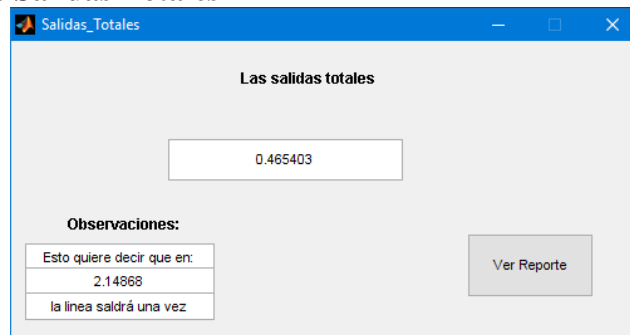 Salidas_Totales
Las salidas totales
0.465403
Observaciones:
Esto quiere decir que en:
2.14868
la linea saldrá una vez
Ver Reporte